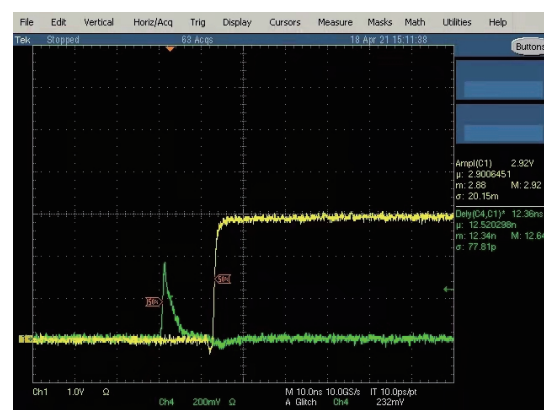 File Edit Vertical Horiz/Acq Trig Display Cursors Measure Masks Math Utilities Help
Tek Stopped 63 Acqs 18 Apr 21 15:11:38
Buttons
Ampl(C1) 2.92V
µ: 2.9006451
m: 2.88 M: 2.92
σ: 20.15m
Dely(C4,C1)* 12.36ns
µ: 12.520298n
m: 12.34n M: 12.64
σ: 77.81p
50%
50%
Ch1 1.0V Ω M 10.0ns 10.0GS/s IT 10.0ps/pt
Ch4 200mV Ω A Glitch Ch4 232mV